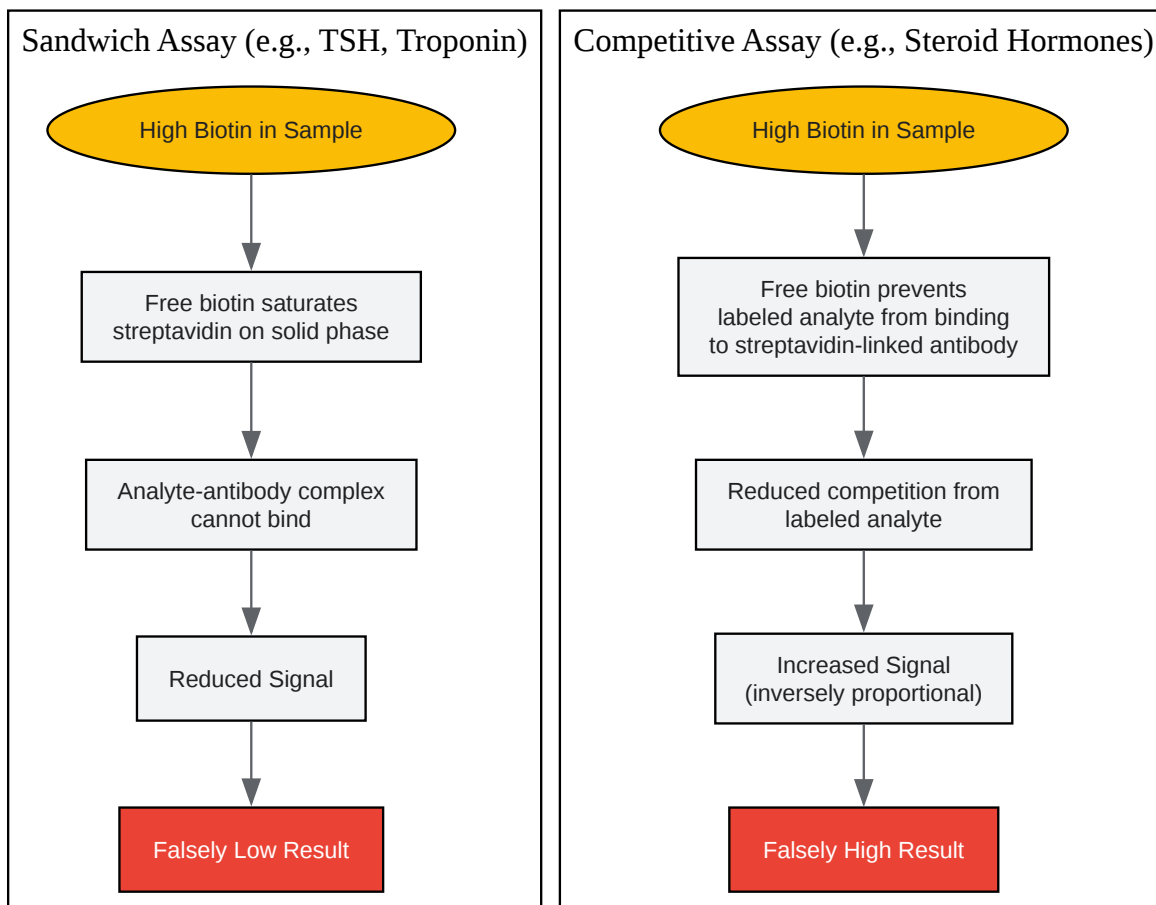 Sandwich Assay (e.g., TSH, Troponin)
High Biotin in Sample
Free biotin saturates
streptavidin on solid phase
Analyte-antibody complex
cannot bind
Reduced Signal
Falsely Low Result
Competitive Assay (e.g., Steroid Hormones)
High Biotin in Sample
Free biotin prevents
labeled analyte from binding
to streptavidin-linked antibody
Reduced competition from
labeled analyte
Increased Signal
(inversely proportional)
Falsely High Result